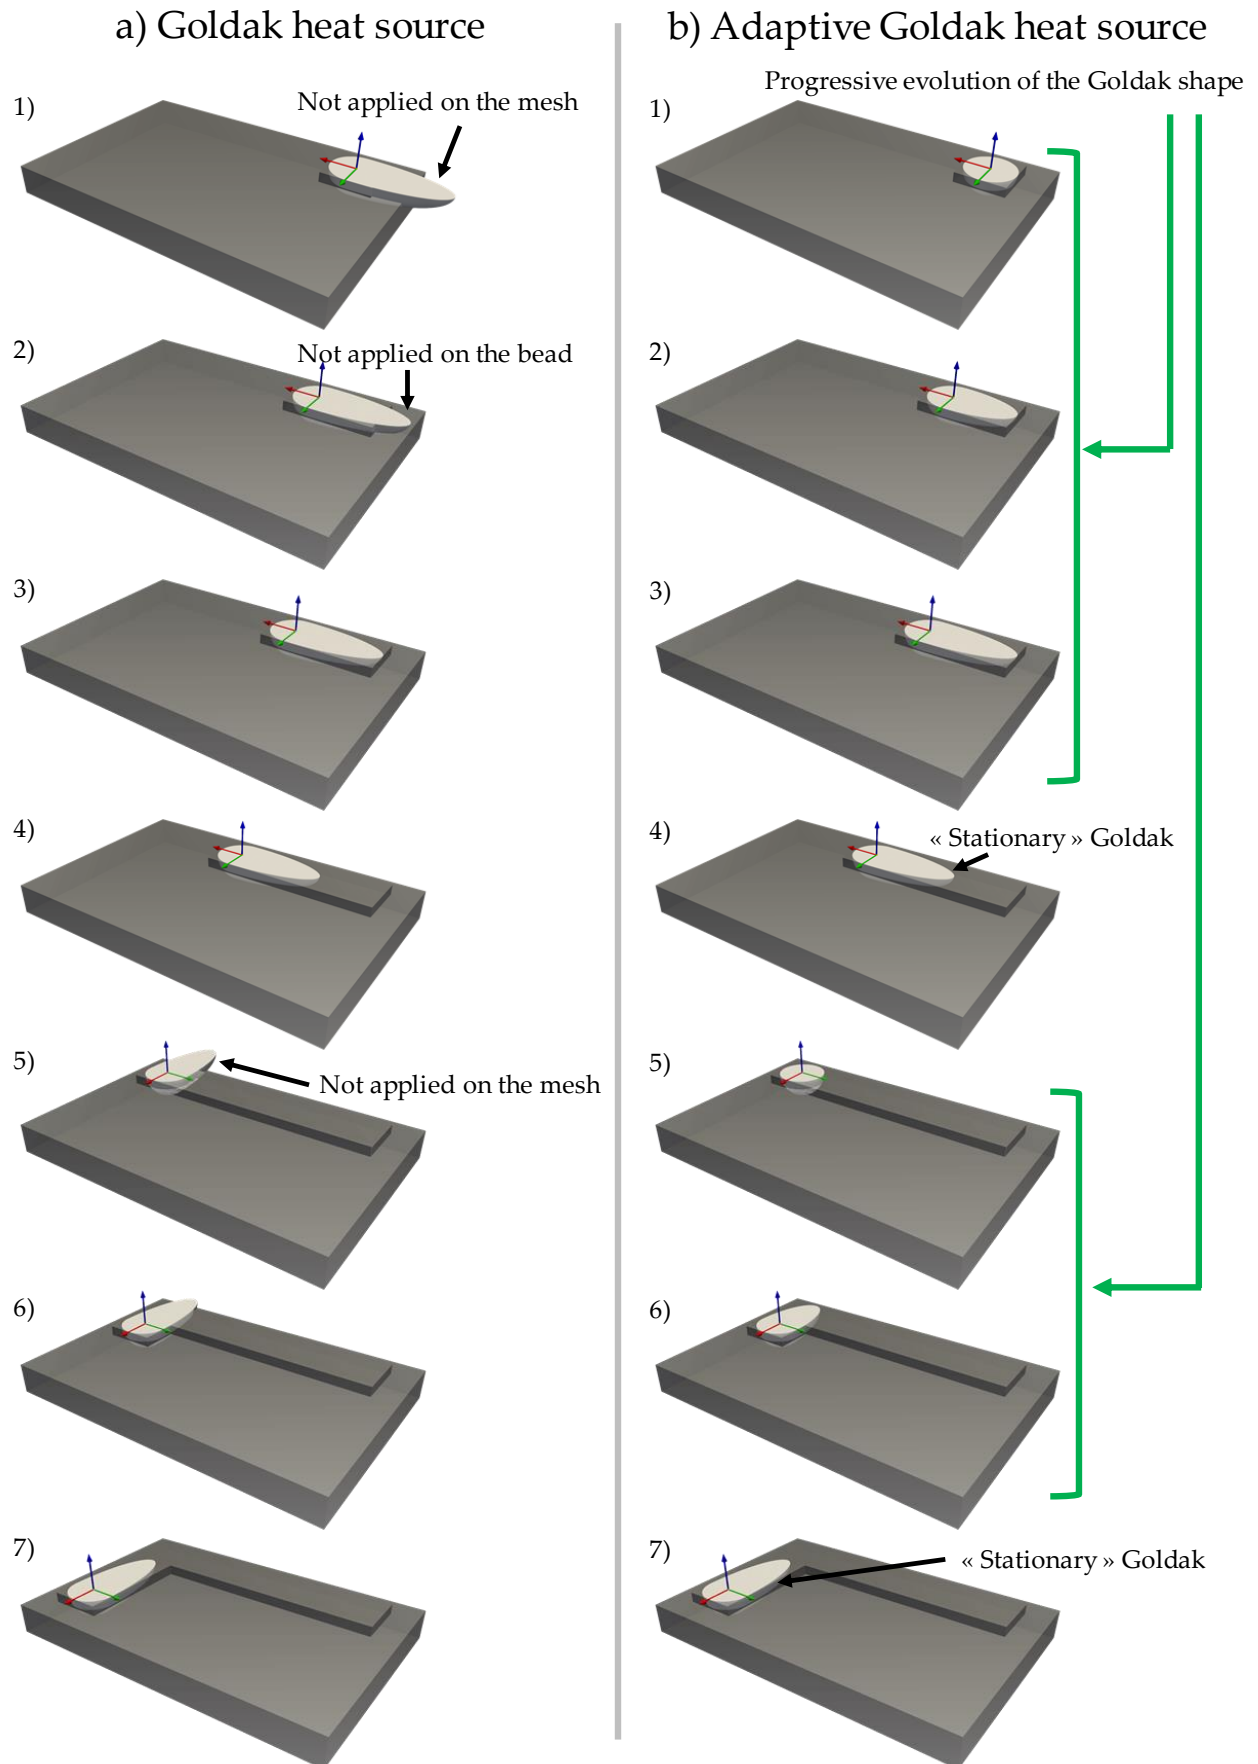 a) Goldak heat source
1)
Not applied on the mesh
2)
Not applied on the bead
3)
4)
5)
Not applied on the mesh
6)
7)
b) Adaptive Goldak heat source
Progressive evolution of the Goldak shape
1)
2)
3)
4)
« Stationary » Goldak
5)
6)
7)
« Stationary » Goldak